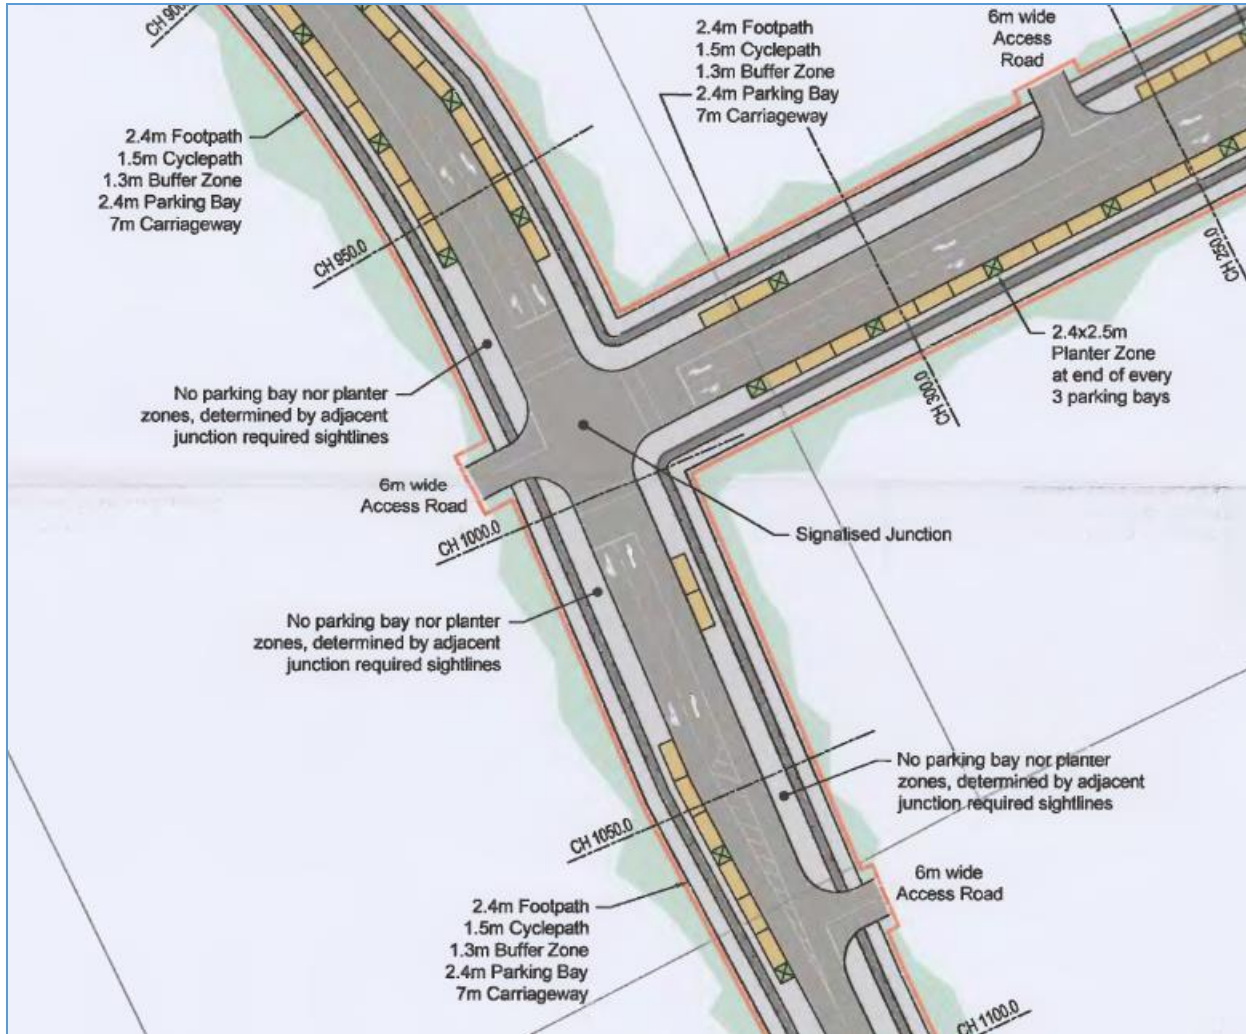 CH 900.
2.4m Footpath
1.5m Cyclepath
1.3m Buffer Zone
2.4m Parking Bay
7m Carriageway
6m wide
Access
Road
2.4m Footpath
1.5m Cyclepath
1.3m Buffer Zone
2.4m Parking Bay
7m Carriageway
CH 950.0
CH 250.0
2.4x2.5m
Planter Zone
at end of every
3 parking bays
CH 300.0
No parking bay nor planter
zones, determined by adjacent
junction required sightlines
6m wide
Access Road
CH 1000.0
Signalised Junction
No parking bay nor planter
zones, determined by adjacent
junction required sightlines
No parking bay nor planter
zones, determined by adjacent
junction required sightlines
CH 1050.0
6m wide
Access Road
2.4m Footpath
1.5m Cyclepath
1.3m Buffer Zone
2.4m Parking Bay
7m Carriageway
CH 1100.0